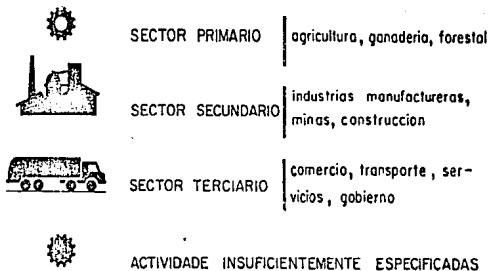 SECTOR PRIMARIO
agricultura, ganaderia, forestal
SECTOR SECUNDARIO
industrias manufactureras,
minas, construccion
SECTOR TERCIARIO
comercio, transporte, ser-
vicios, gobierno
ACTIVIDADE INSUFICIENTEMENTE ESPECIFICADAS